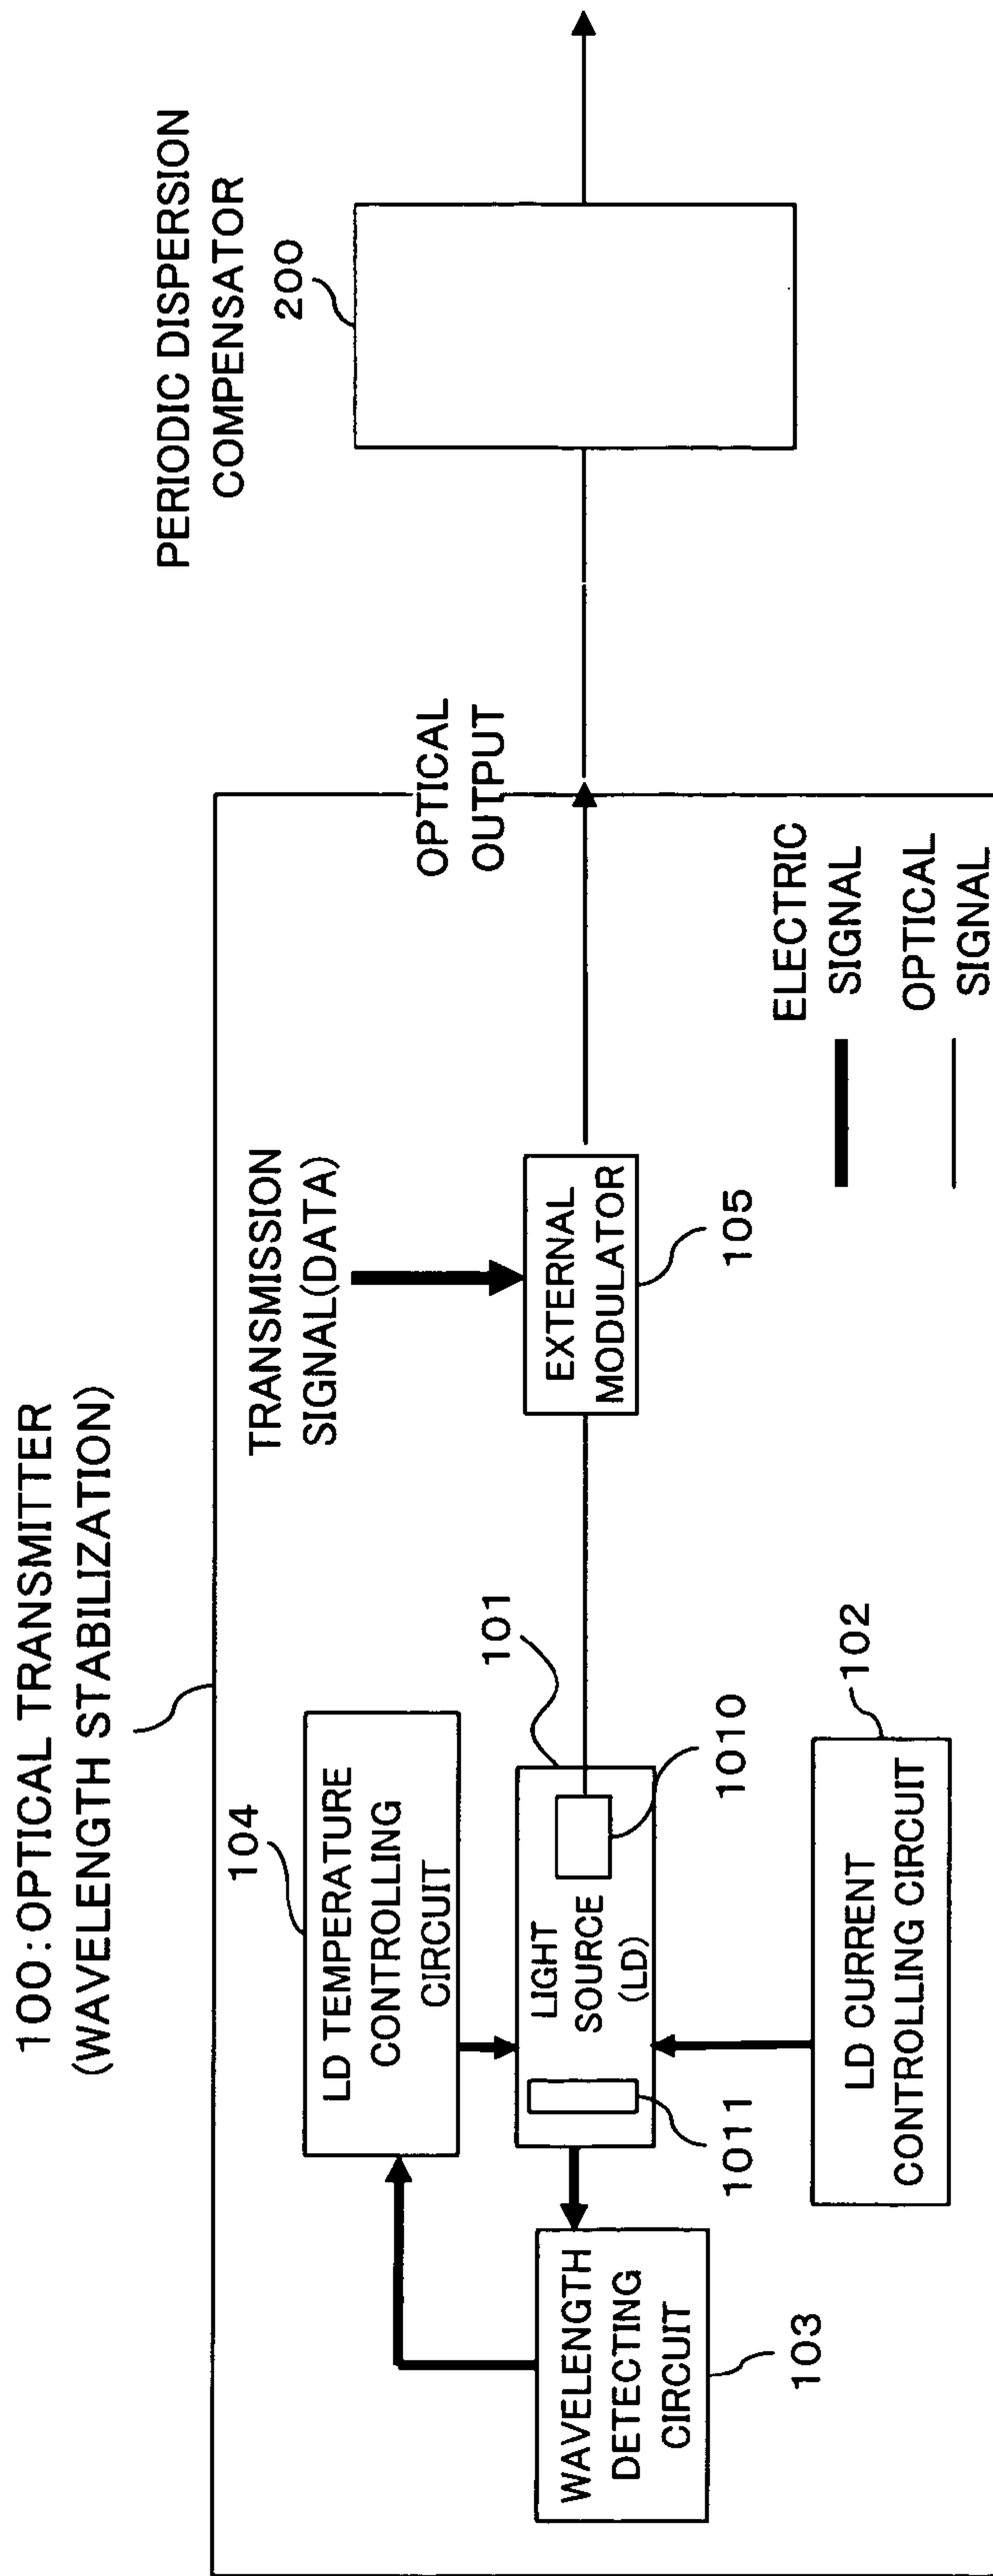 100:OPTICAL TRANSMITTER
(WAVELENGTH STABILIZATION)
PERIODIC DISPERSION
COMPENSATOR
200
TRANSMISSION
SIGNAL(DATA)
OPTICAL
OUTPUT
104
LD TEMPERATURE
CONTROLLING
CIRCUIT
101
LIGHT
SOURCE
(LD)
1010
1011
EXTERNAL
MODULATOR
105
WAVELENGTH
DETECTING
CIRCUIT
103
102
LD CURRENT
CONTROLLING CIRCUIT
ELECTRIC
SIGNAL
OPTICAL
SIGNAL